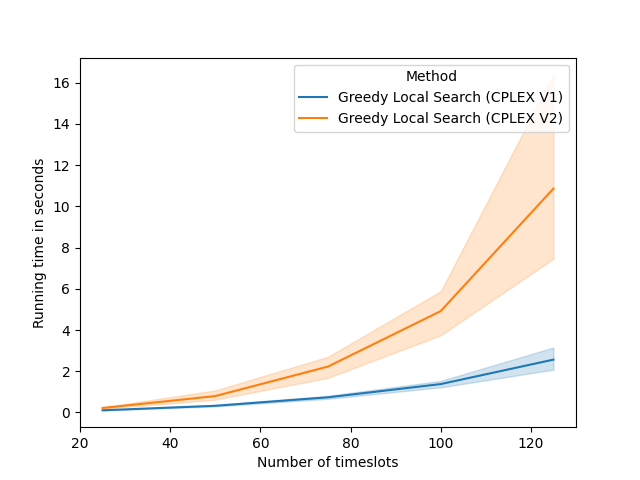 Method
Greedy Local Search (CPLEX V1)
Greedy Local Search (CPLEX V2)
Running time in seconds
16
14
12
10
8
6
4
2
0
20 40 60 80 100 120
Number of timeslots